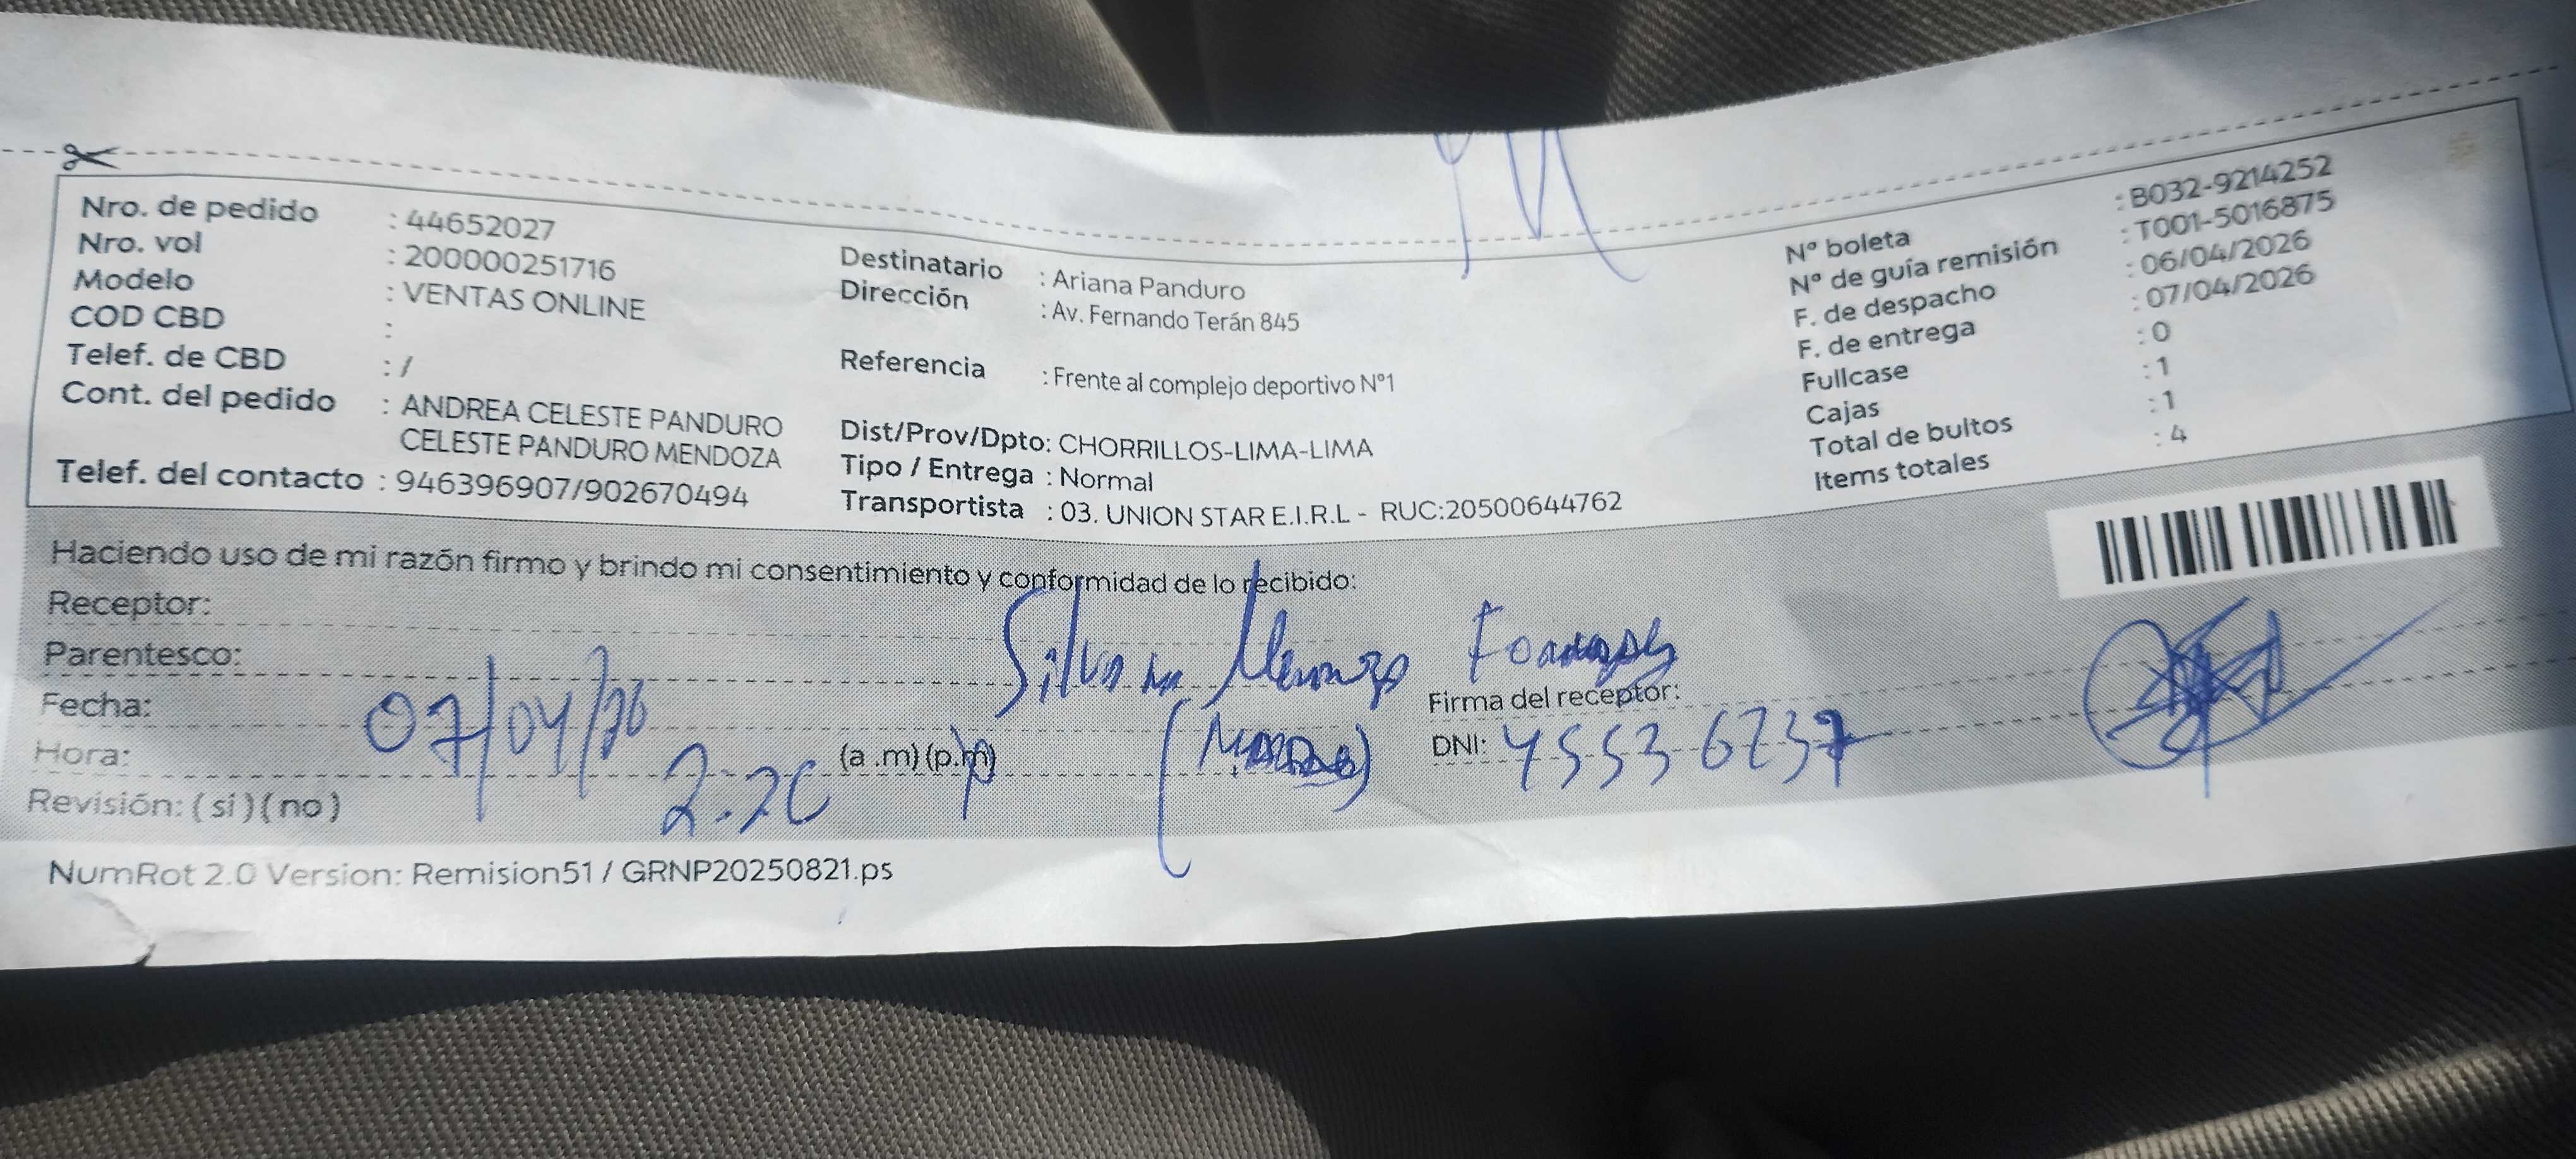 Nro. de pedido : 44652027
Nro. vol : 200000251716
Modelo : VENTAS ONLINE
COD CBD :
Telef. de CBD : /
Cont. del pedido : ANDREA CELESTE PANDURO
CELESTE PANDURO MENDOZA
Telef. del contacto : 946396907/902670494
Destinatario : Ariana Panduro
Dirección : Av. Fernando Terán 845
Referencia : Frente al complejo deportivo N°1
Dist/Prov/Dpto: CHORRILLOS-LIMA-LIMA
Tipo / Entrega : Normal
Transportista : 03. UNION STAR E.I.R.L - RUC:20500644762
N° boleta : B032-9214252
N° de guía remisión : T001-5016875
F. de despacho : 06/04/2026
F. de entrega : 07/04/2026
Fullcase : 0
Cajas : 1
Total de bultos : 1
Items totales : 4
Haciendo uso de mi razón firmo y brindo mi consentimiento y conformidad de lo recibido:
Receptor:
Parentesco:
Fecha: 07/04/26
Hora: 2:20 (a .m) (p.m)
Revisión: ( si ) ( no )
Firma del receptor:
DNI: 45536237
NumRot 2.0 Version: Remision51 / GRNP20250821.ps